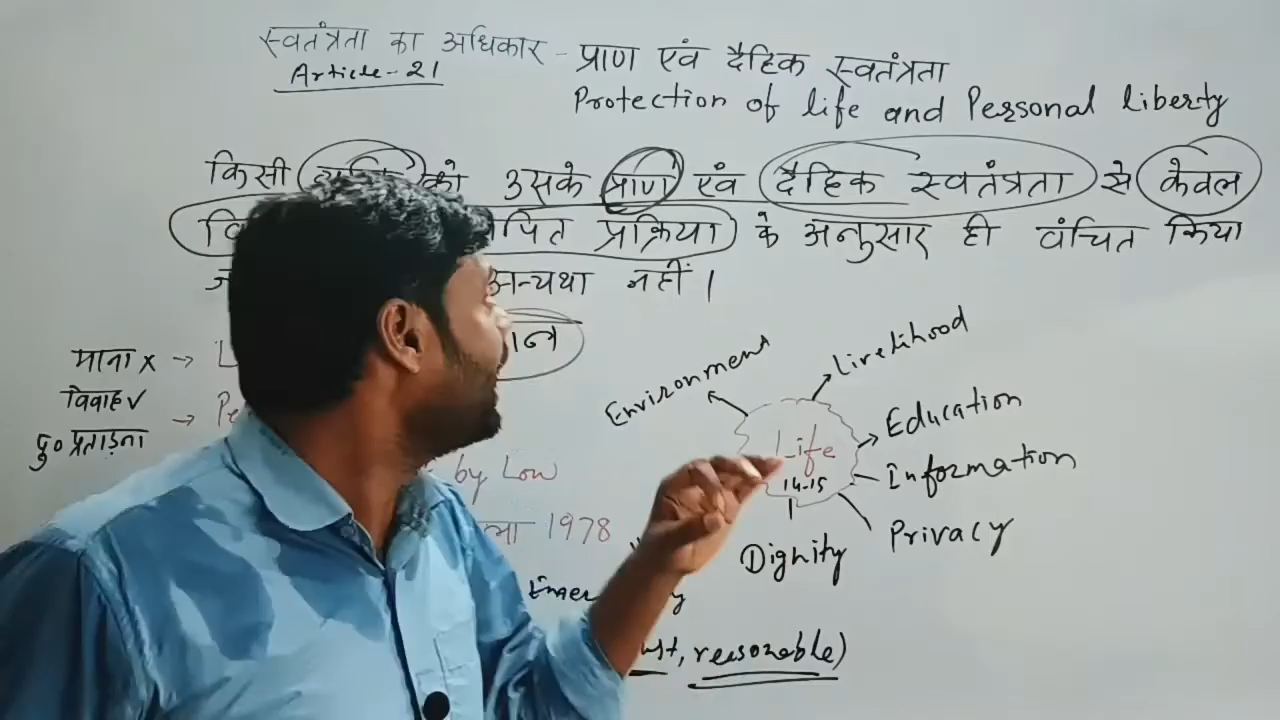 स्वतंत्रता का अधिकार - प्राण एवं दैहिक स्वतंत्रता
Article-21
Protection of life and Personal liberty
किसी को उसके प्राण एवं दैहिक स्वतंत्रता से केवल
पित प्रक्रिया के अनुसार ही वंचित किया
अन्यथा नहीं।
माना x →
विवाह ✓
पु० प्रताड़ना →
by Low
1978
Environment
Livelihood
Education
Information
Privacy
Dignity
Life
14-15
reasonable)